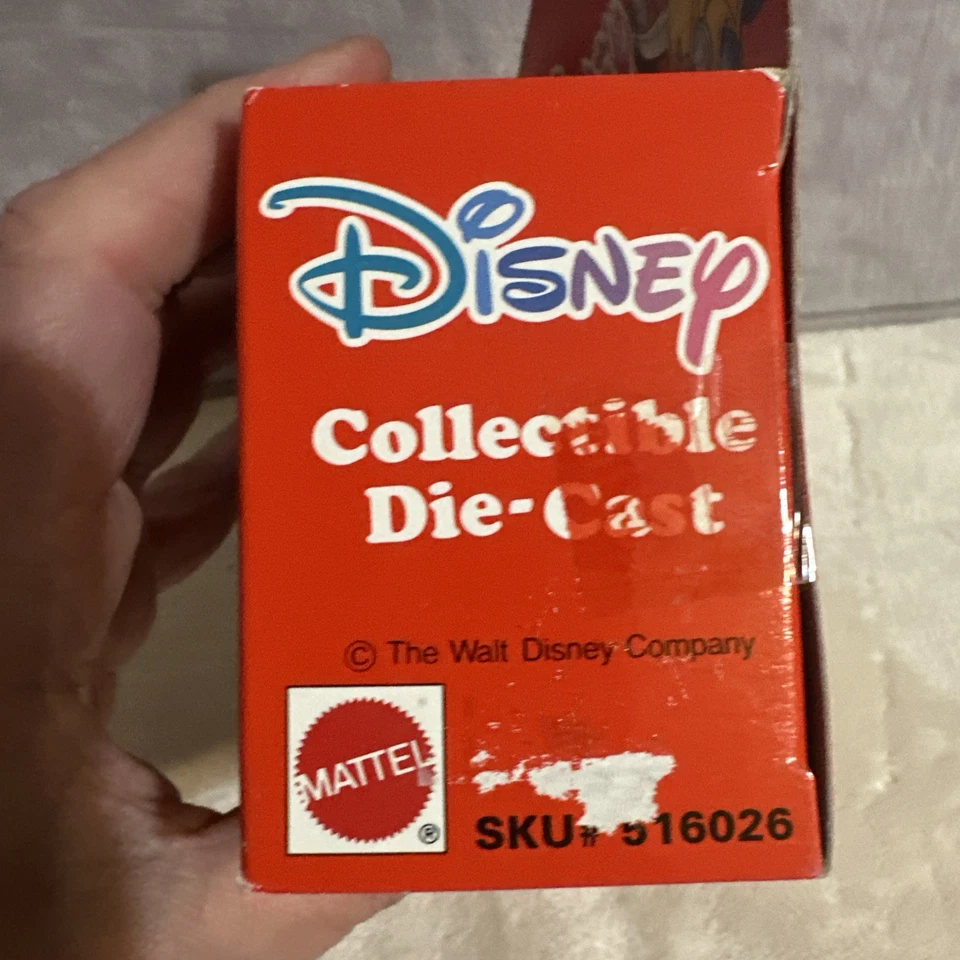 Disney
Collectible
Die-Cast
© The Walt Disney Company
MATTEL
®
SKU# 516026